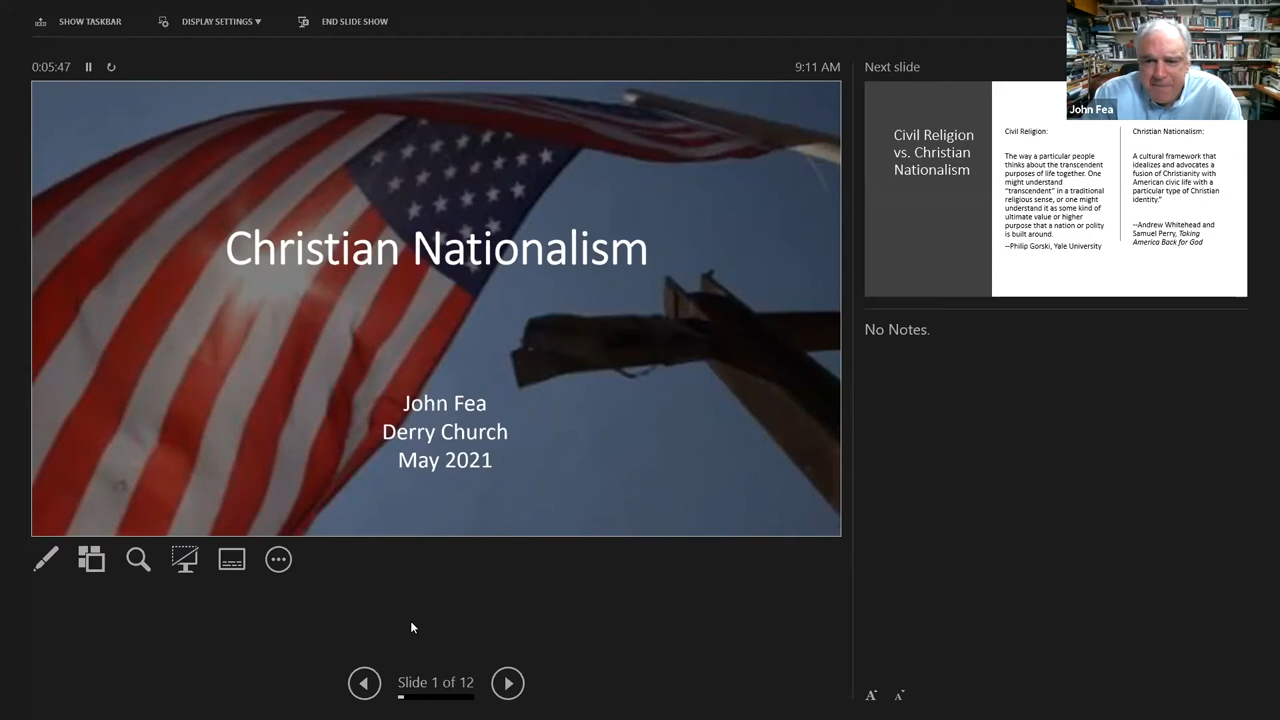 SHOW TASKBAR
DISPLAY SETTINGS ▼
END SLIDE SHOW
0:05:47
9:11 AM
Next slide
Christian Nationalism
John Fea
Derry Church
May 2021
John Fea
Civil Religion
vs. Christian
Nationalism
Civil Religion:
The way a particular people
thinks about the transcendent
purposes of life together. One
might understand
"transcendent" in a traditional
religious sense, or one might
understand it as some kind of
ultimate value or higher
purpose that a nation or polity
is built around.
--Philip Gorski, Yale University
Christian Nationalism:
A cultural framework that
idealizes and advocates a
fusion of Christianity with
American civic life with a
particular type of Christian
identity."
--Andrew Whitehead and
Samuel Perry, Taking
America Back for God
No Notes.
Slide 1 of 12
A
A